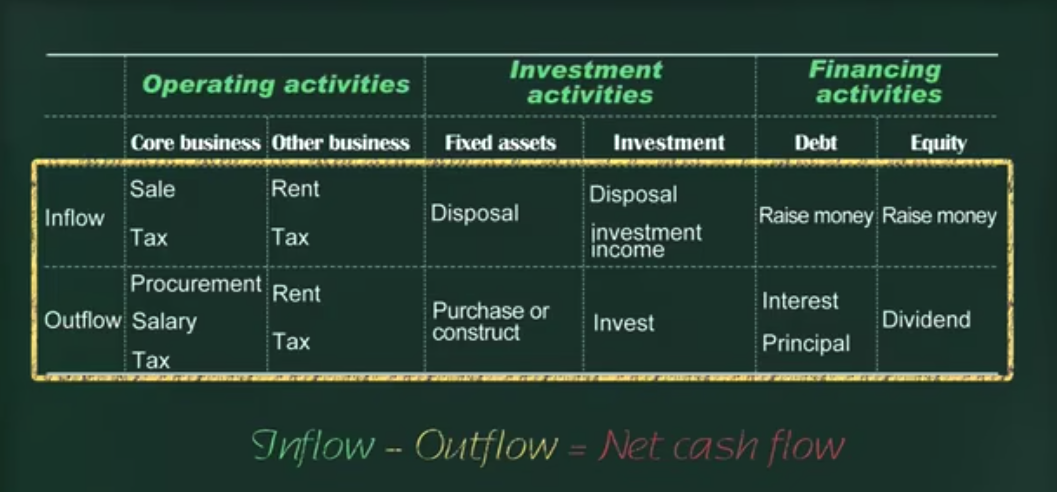 Operating activities
Investment
activities
Financing
activities
Core business
Other business
Fixed assets
Investment
Debt
Equity
Inflow
Sale
Tax
Rent
Tax
Disposal
Disposal
investment
income
Raise money
Raise money
Outflow
Procurement
Salary
Tax
Rent
Tax
Purchase or
construct
Invest
Interest
Principal
Dividend
Inflow - Outflow = Net cash flow